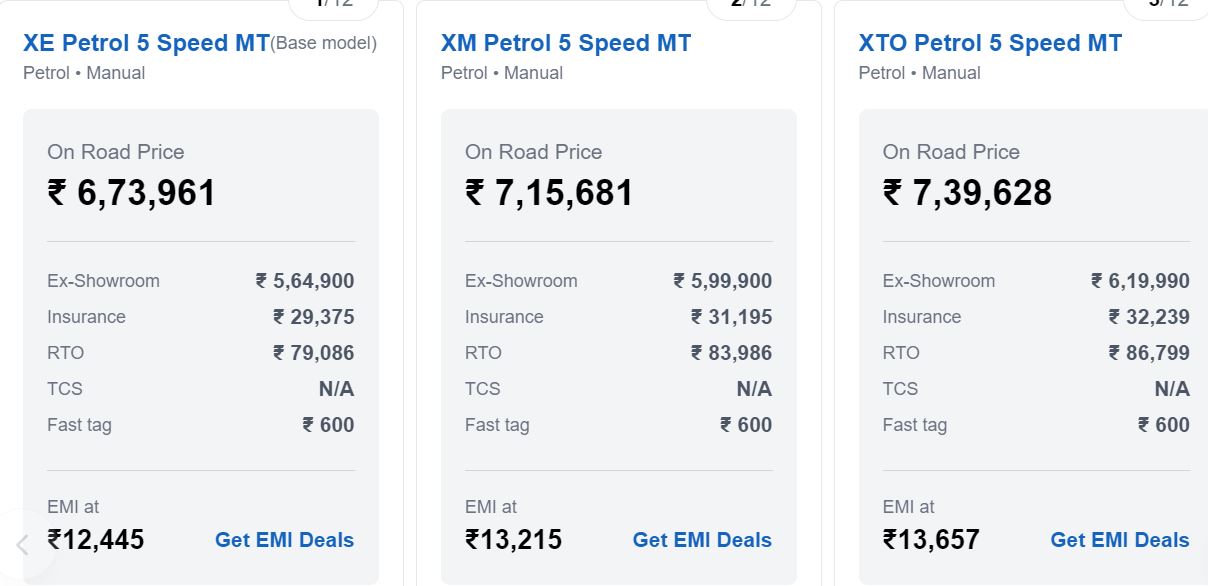 1/12
2/12
3/12
XE Petrol 5 Speed MT(Base model)
Petrol • Manual
On Road Price
₹ 6,73,961
Ex-Showroom ₹ 5,64,900
Insurance ₹ 29,375
RTO ₹ 79,086
TCS N/A
Fast tag ₹ 600
EMI at
₹12,445 Get EMI Deals
XM Petrol 5 Speed MT
Petrol • Manual
On Road Price
₹ 7,15,681
Ex-Showroom ₹ 5,99,900
Insurance ₹ 31,195
RTO ₹ 83,986
TCS N/A
Fast tag ₹ 600
EMI at
₹13,215 Get EMI Deals
XTO Petrol 5 Speed MT
Petrol • Manual
On Road Price
₹ 7,39,628
Ex-Showroom ₹ 6,19,990
Insurance ₹ 32,239
RTO ₹ 86,799
TCS N/A
Fast tag ₹ 600
EMI at
₹13,657 Get EMI Deals